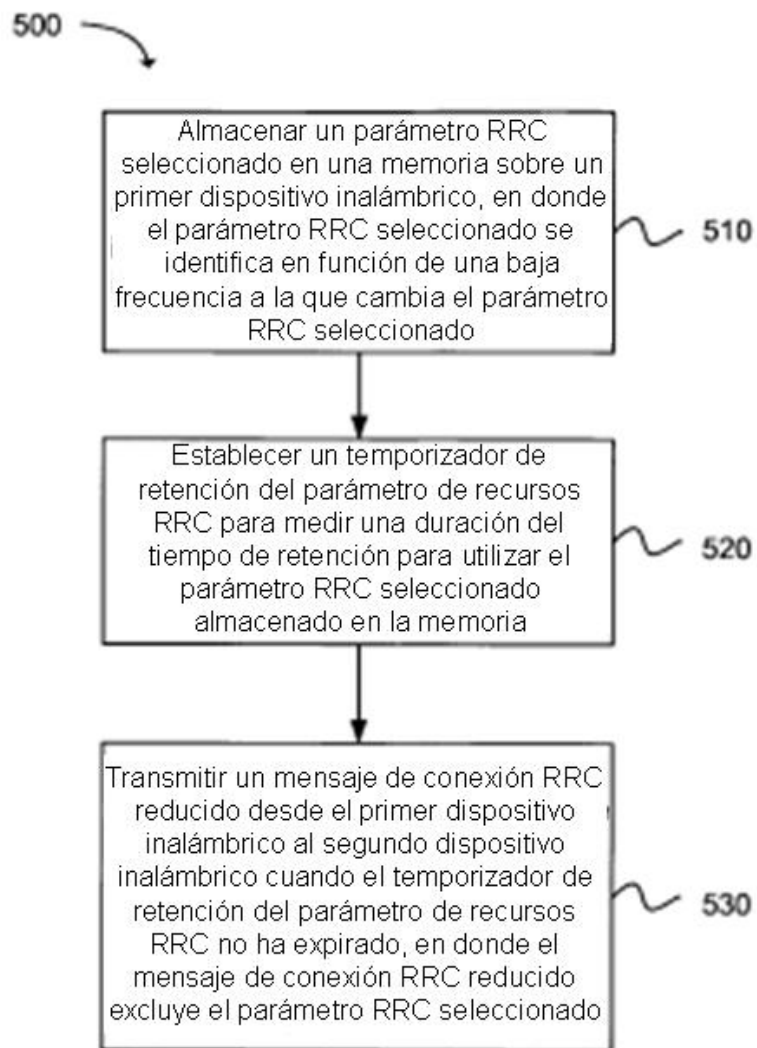 500
Almacenar un parámetro RRC
seleccionado en una memoria sobre un
primer dispositivo inalámbrico, en donde
el parámetro RRC seleccionado se
identifica en función de una baja
frecuencia a la que cambia el parámetro
RRC seleccionado
510
Establecer un temporizador de
retención del parámetro de recursos
RRC para medir una duración del
tiempo de retención para utilizar el
parámetro RRC seleccionado
almacenado en la memoria
520
Transmitir un mensaje de conexión RRC
reducido desde el primer dispositivo
inalámbrico al segundo dispositivo
inalámbrico cuando el temporizador de
retención del parámetro de recursos
RRC no ha expirado, en donde el
mensaje de conexión RRC reducido
excluye el parámetro RRC seleccionado
530